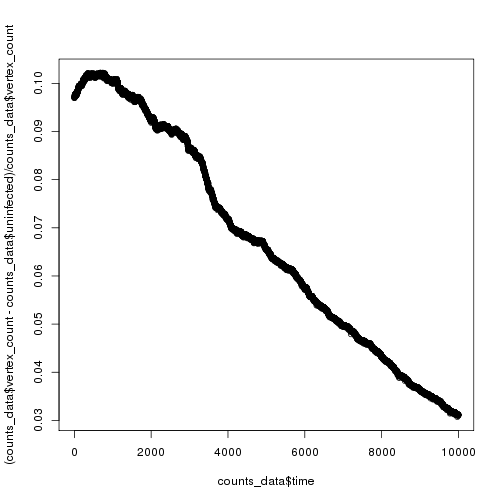 (counts_data$vertex_count - counts_data$uninfected)/counts_data$vertex_count
0.10
0.09
0.08
0.07
0.06
0.05
0.04
0.03
0 2000 4000 6000 8000 10000
counts_data$time